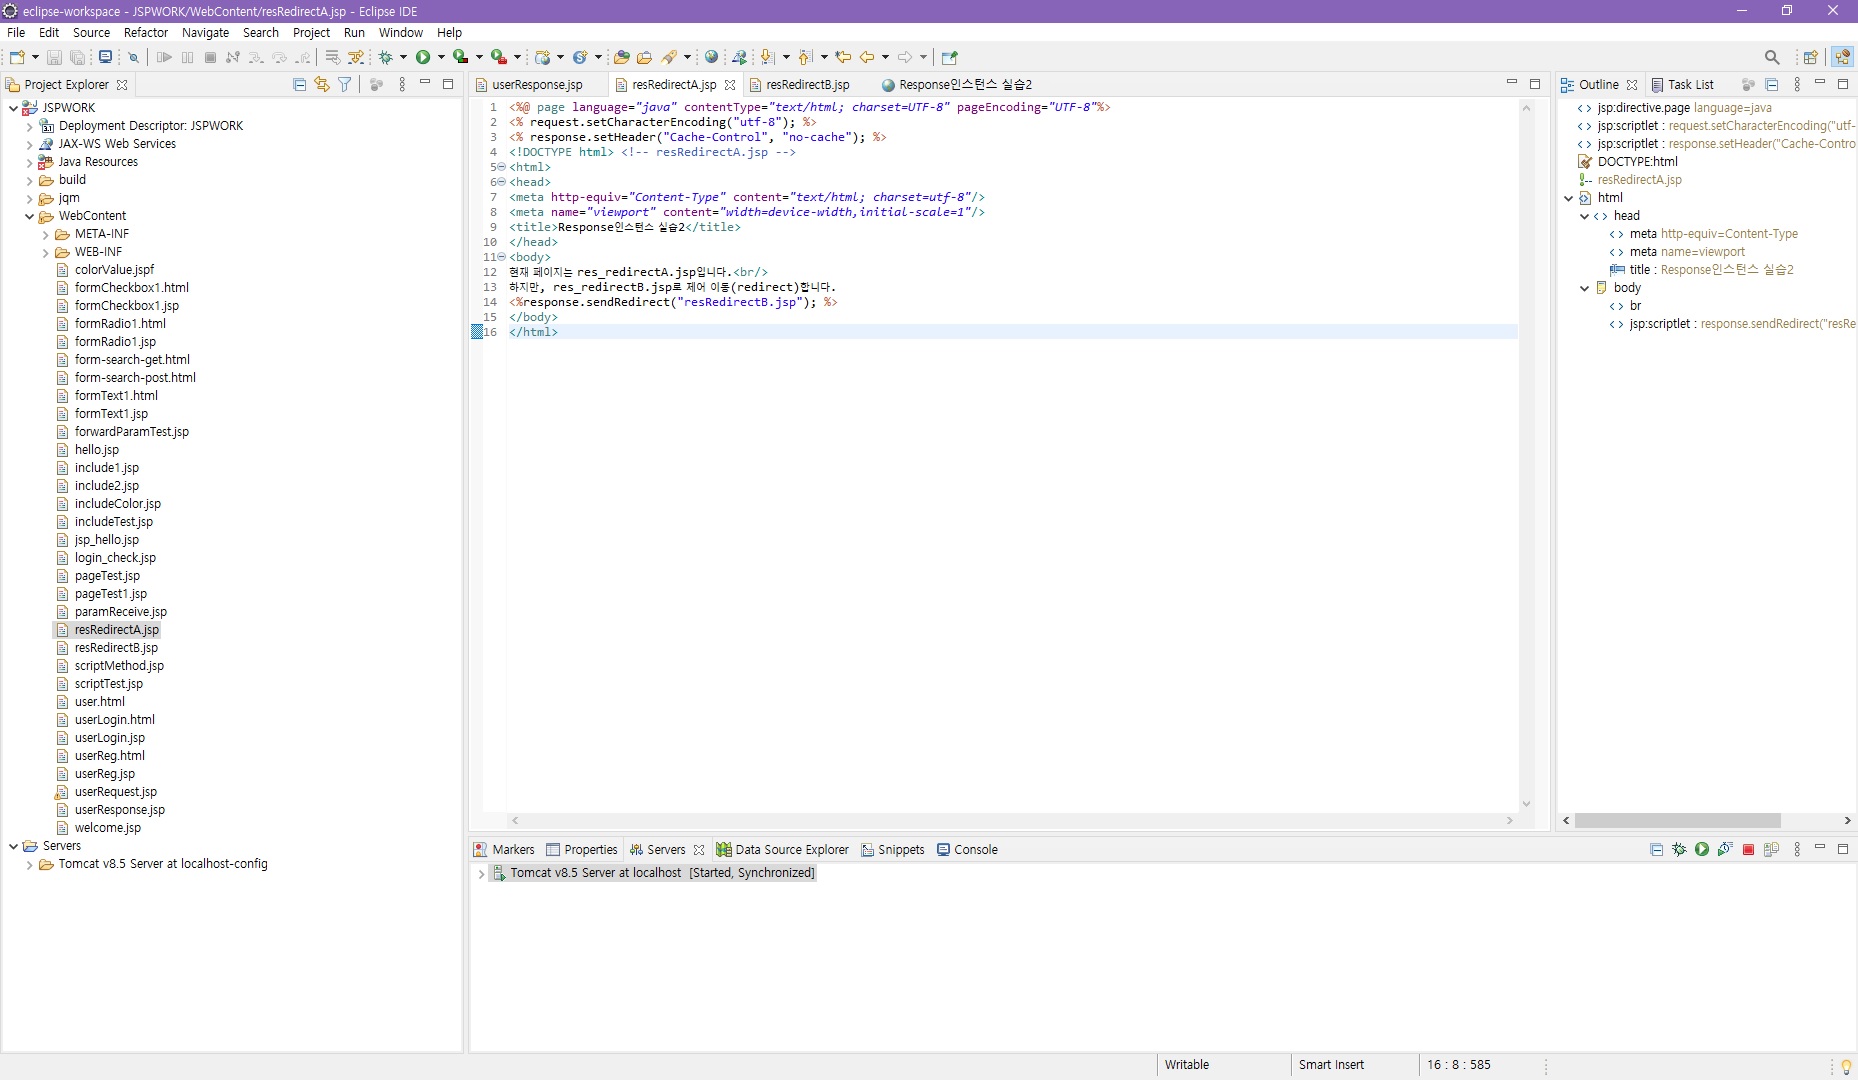 eclipse-workspace - JSPWORK/WebContent/resRedirectA.jsp - Eclipse IDE
File Edit Source Refactor Navigate Search Project Run Window Help
Project Explorer
JSPWORK
Deployment Descriptor: JSPWORK
JAX-WS Web Services
Java Resources
build
jqm
WebContent
META-INF
WEB-INF
colorValue.jspf
formCheckbox1.html
formCheckbox1.jsp
formRadio1.html
formRadio1.jsp
form-search-get.html
form-search-post.html
formText1.html
formText1.jsp
forwardParamTest.jsp
hello.jsp
include1.jsp
include2.jsp
includeColor.jsp
includeTest.jsp
jsp_hello.jsp
login_check.jsp
pageTest.jsp
pageTest1.jsp
paramReceive.jsp
resRedirectA.jsp
resRedirectB.jsp
scriptMethod.jsp
scriptTest.jsp
user.html
userLogin.html
userLogin.jsp
userReg.html
userReg.jsp
userRequest.jsp
userResponse.jsp
welcome.jsp
Servers
Tomcat v8.5 Server at localhost-config
userResponse.jsp resRedirectA.jsp resRedirectB.jsp Response인스턴스 실습2
1 <%@ page language="java" contentType="text/html; charset=UTF-8" pageEncoding="UTF-8"%>
2 <% request.setCharacterEncoding("utf-8"); %>
3 <% response.setHeader("Cache-Control", "no-cache"); %>
4 <!DOCTYPE html> <!-- resRedirectA.jsp -->
5 <html>
6 <head>
7 <meta http-equiv="Content-Type" content="text/html; charset=utf-8"/>
8 <meta name="viewport" content="width=device-width,initial-scale=1"/>
9 <title>Response인스턴스 실습2</title>
10 </head>
11 <body>
12 현재 페이지는 res_redirectA.jsp입니다.<br/>
13 하지만, res_redirectB.jsp로 제어 이동(redirect)합니다.
14 <%response.sendRedirect("resRedirectB.jsp"); %>
15 </body>
16 </html>
Outline Task List
jsp:directive.page language=java
jsp:scriptlet : request.setCharacterEncoding("utf-
jsp:scriptlet : response.setHeader("Cache-Contro
DOCTYPE:html
resRedirectA.jsp
html
head
meta http-equiv=Content-Type
meta name=viewport
title : Response인스턴스 실습2
body
br
jsp:scriptlet : response.sendRedirect("resRe
Markers Properties Servers Data Source Explorer Snippets Console
Tomcat v8.5 Server at localhost [Started, Synchronized]
Writable Smart Insert 16 : 8 : 585